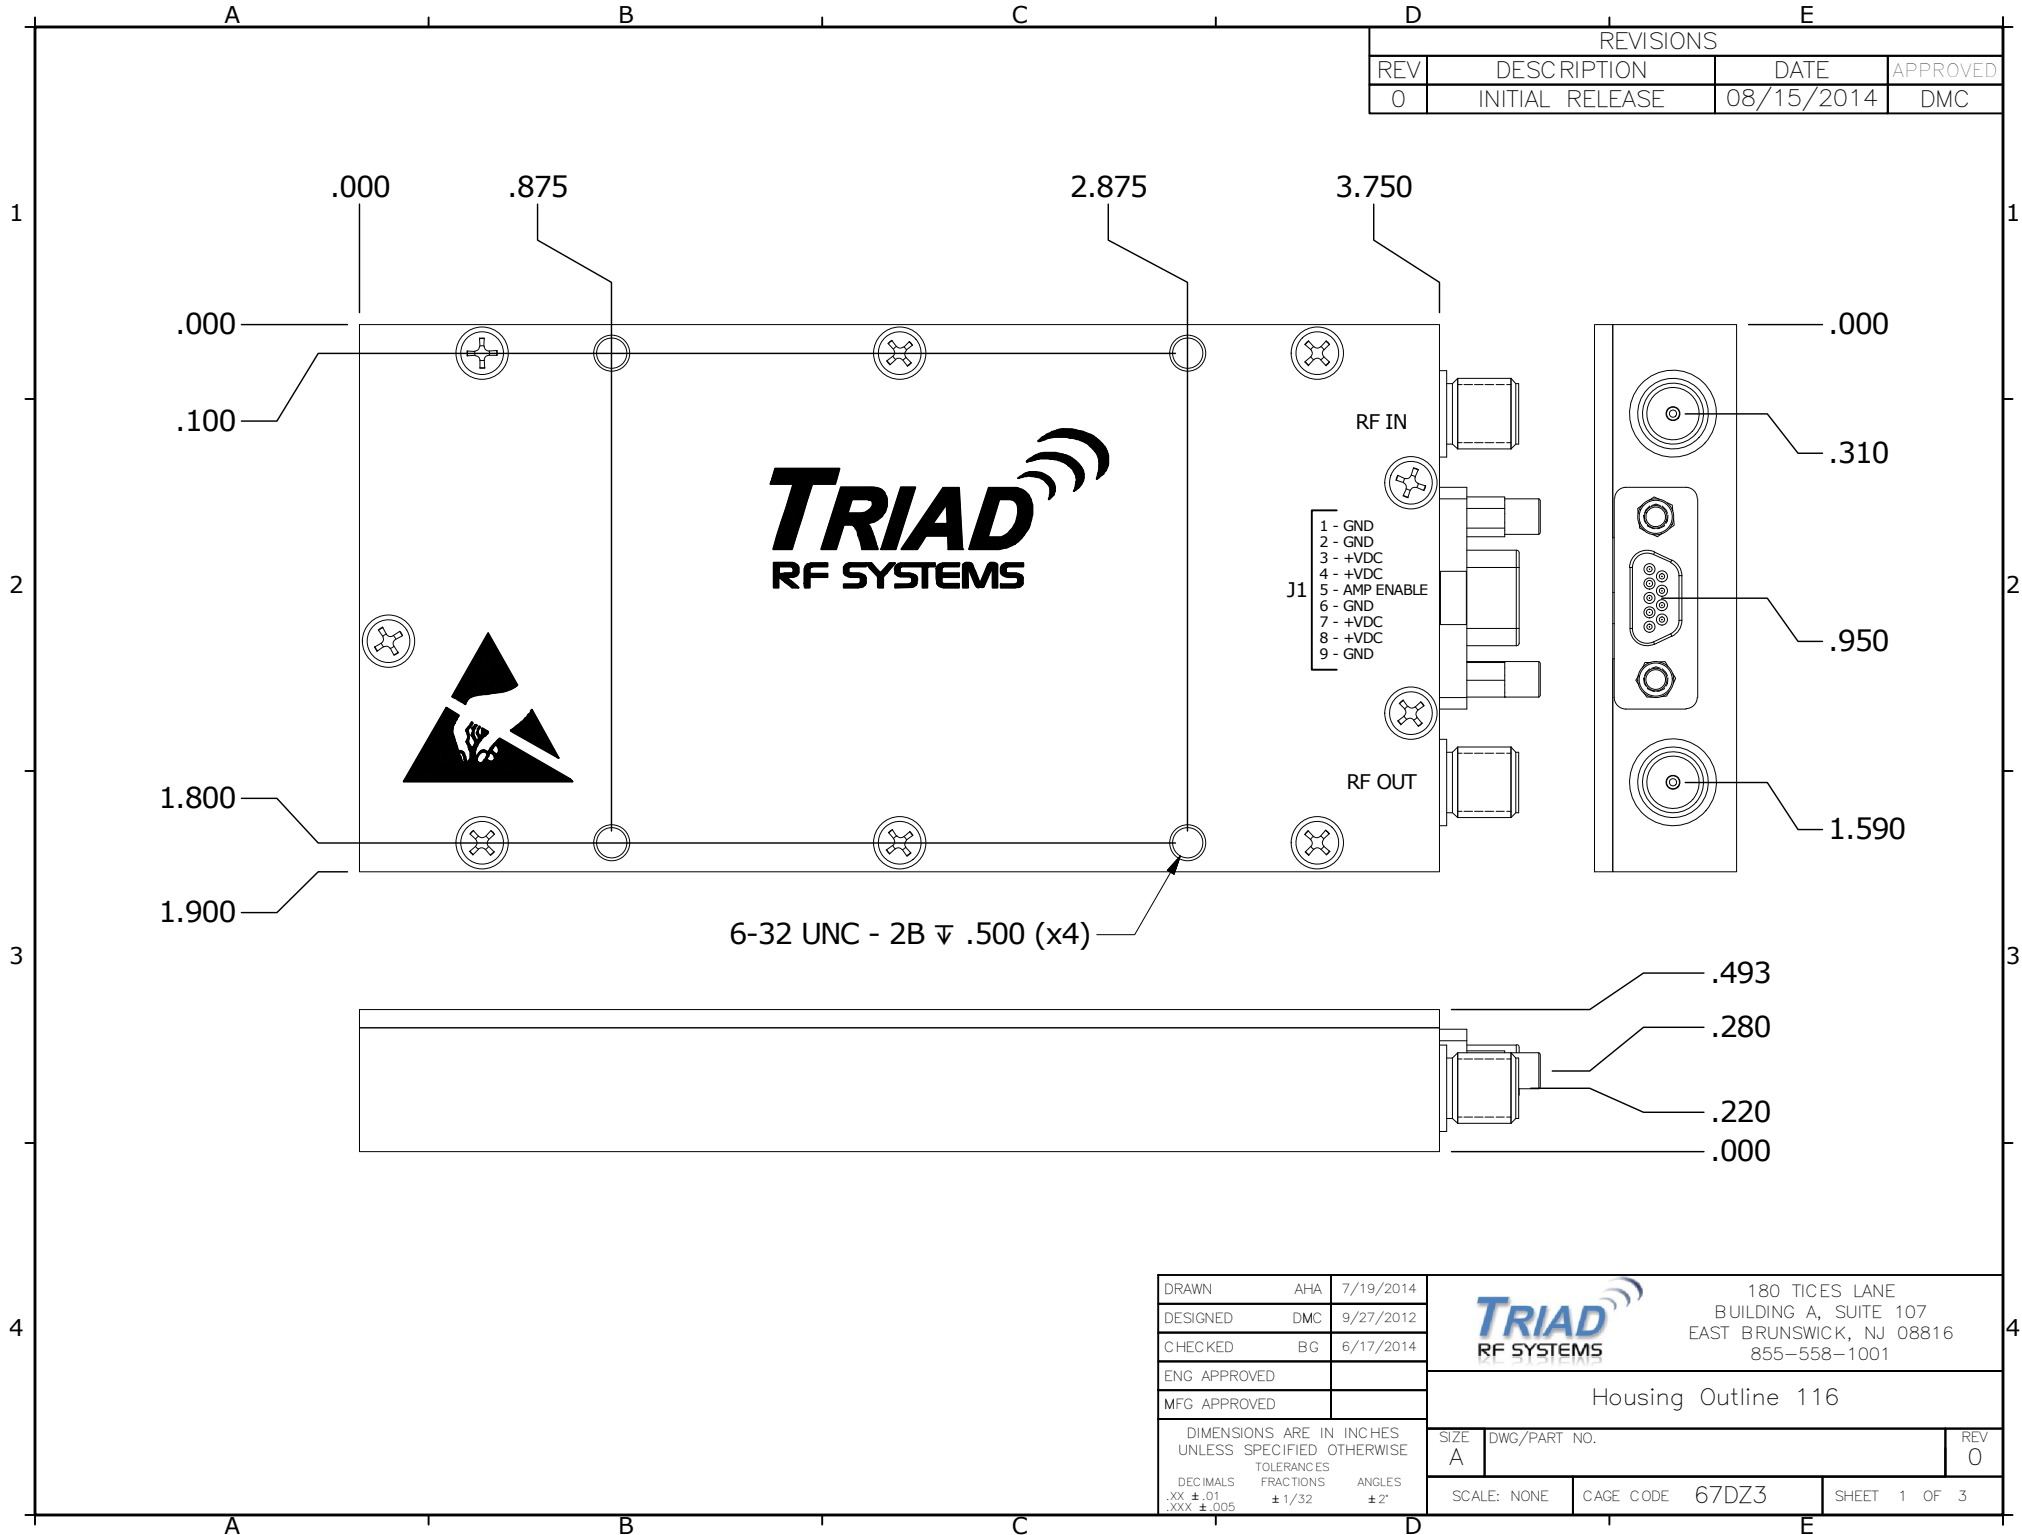 A B C D E
REVISIONS
REV DESCRIPTION DATE APPROVED
0 INITIAL RELEASE 08/15/2014 DMC
.000 .875 2.875 3.750
1 1
.000 .000
.100
RF IN
.310
TRIAD
RF SYSTEMS
J1
1 - GND
2 - GND
3 - +VDC
4 - +VDC
5 - AMP ENABLE
6 - GND
7 - +VDC
8 - +VDC
9 - GND
2 2
.950
RF OUT
1.800
1.590
1.900
6-32 UNC - 2B ↧ .500 (x4)
3 3
.493
.280
.220
.000
DRAWN AHA 7/19/2014
DESIGNED DMC 9/27/2012
CHECKED BG 6/17/2014
ENG APPROVED
MFG APPROVED
DIMENSIONS ARE IN INCHES
UNLESS SPECIFIED OTHERWISE
TOLERANCES
DECIMALS FRACTIONS ANGLES
.XX ±.01
.XXX ±.005
±1/32 ±2°
TRIAD
RF SYSTEMS
180 TICES LANE
BUILDING A, SUITE 107
EAST BRUNSWICK, NJ 08816
855-558-1001
4 4
Housing Outline 116
SIZE
A
DWG/PART NO.
REV
0
SCALE: NONE CAGE CODE 67DZ3 SHEET 1 OF 3
A B C D E